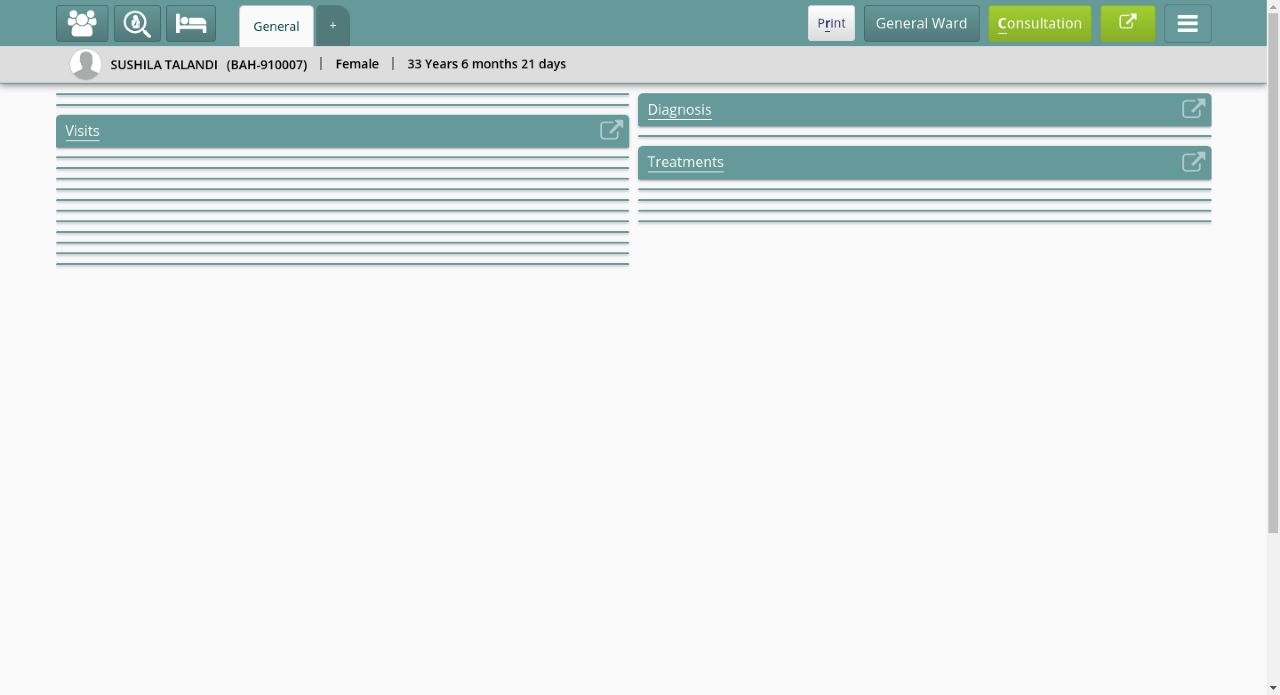 General
+
Print
General Ward
Consultation
SUSHILA TALANDI (BAH-910007) | Female | 33 Years 6 months 21 days
Visits
Diagnosis
Treatments